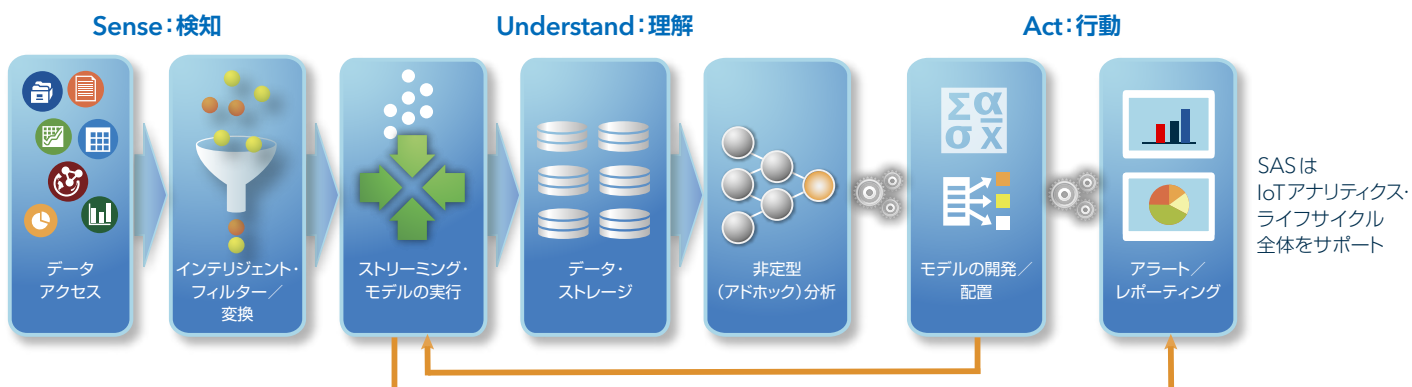 Sense：検知
Understand：理解
Act：行動
データ
アクセス
インテリジェント・
フィルター／
変換
ストリーミング・
モデルの実行
データ・
ストレージ
非定型
（アドホック）分析
Σα
σx̄
モデルの開発／
配置
アラート／
レポーティング
SASは
IoTアナリティクス・
ライフサイクル
全体をサポート